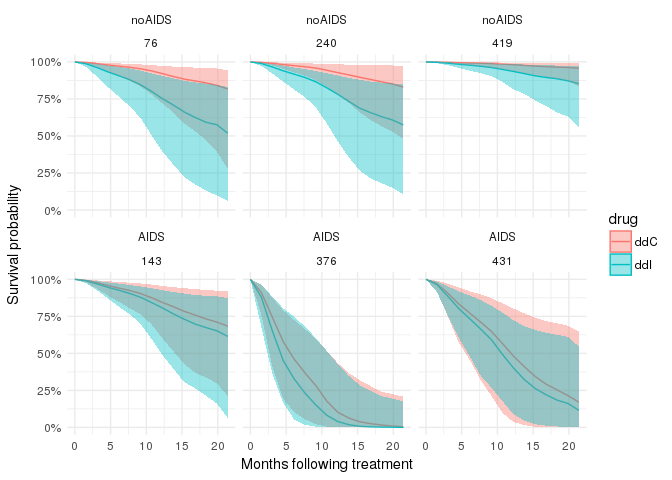 noAIDS noAIDS noAIDS
76 240 419
100%
75%
50%
25%
0%
AIDS AIDS AIDS
143 376 431
100%
75%
50%
25%
0%
0 5 10 15 20 0 5 10 15 20 0 5 10 15 20
Months following treatment
Survival probability
drug
ddC
ddI